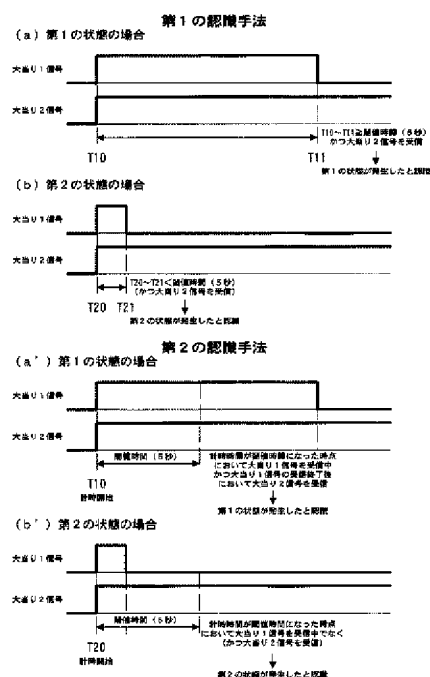 第1の認識手法
(a) 第1の状態の場合
大当り1信号
大当り2信号
T10～T11≧閾値時間(5秒)
かつ大当り2信号を受信
T10
T11
第1の状態が発生したと認識
(b) 第2の状態の場合
大当り1信号
大当り2信号
T20～T21<閾値時間(5秒)
(かつ大当り2信号を受信)
T20
T21
第2の状態が発生したと認識
第2の認識手法
(a′) 第1の状態の場合
大当り1信号
大当り2信号
閾値時間(5秒)
計時時間が閾値時間になった時点
において大当り1信号を受信中
かつ大当り1信号の受信終了後
において大当り2信号を受信
T10
計時開始
第1の状態が発生したと認識
(b′) 第2の状態の場合
大当り1信号
大当り2信号
閾値時間(5秒)
計時時間が閾値時間になった時点
において大当り1信号を受信中でなく
(かつ大当り2信号を受信)
T20
計時開始
第2の状態が発生したと認識